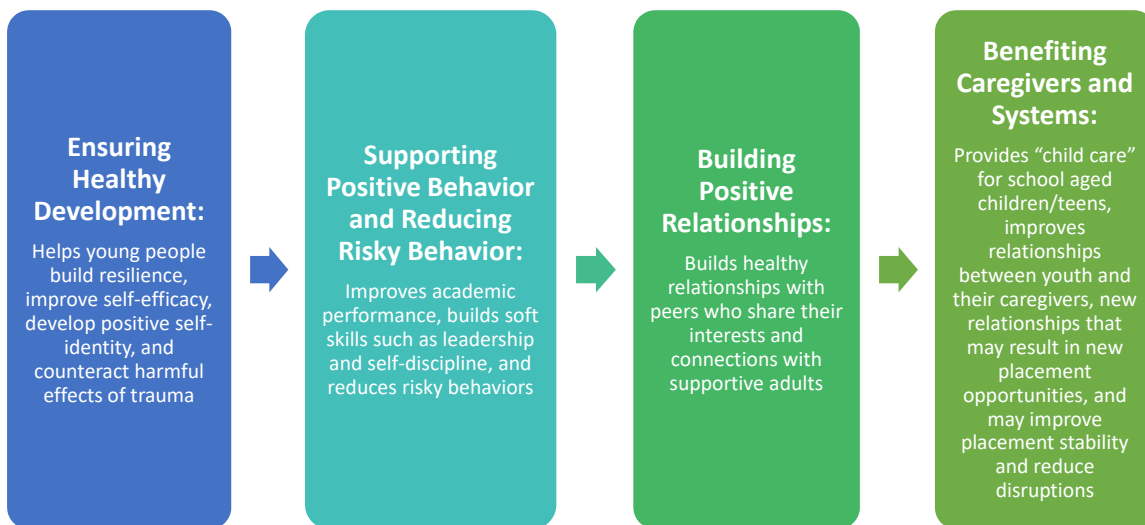 Ensuring
Healthy
Development:
Helps young people
build resilience,
improve self-efficacy,
develop positive self-
identity, and
counteract harmful
effects of trauma
Supporting
Positive Behavior
and Reducing
Risky Behavior:
Improves academic
performance, builds soft
skills such as leadership
and self-discipline, and
reduces risky behaviors
Building
Positive
Relationships:
Builds healthy
relationships with
peers who share their
interests and
connections with
supportive adults
Benefiting
Caregivers and
Systems:
Provides “child care”
for school aged
children/teens,
improves
relationships
between youth and
their caregivers, new
relationships that
may result in new
placement
opportunities, and
may improve
placement stability
and reduce
disruptions